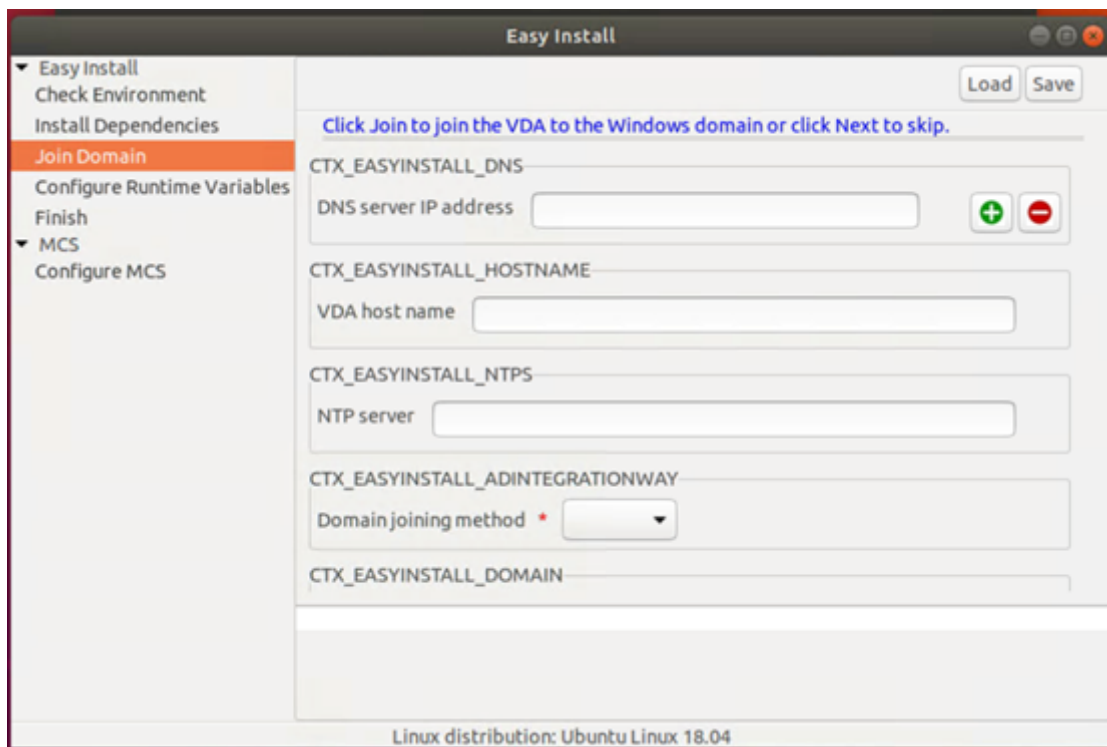 Easy Install
Easy Install
Check Environment
Install Dependencies
Join Domain
Configure Runtime Variables
Finish
MCS
Configure MCS
Load Save
Click Join to join the VDA to the Windows domain or click Next to skip.
CTX_EASYINSTALL_DNS
DNS server IP address
CTX_EASYINSTALL_HOSTNAME
VDA host name
CTX_EASYINSTALL_NTPS
NTP server
CTX_EASYINSTALL_ADINTEGRATIONWAY
Domain joining method *
CTX_EASYINSTALL_DOMAIN
Linux distribution: Ubuntu Linux 18.04